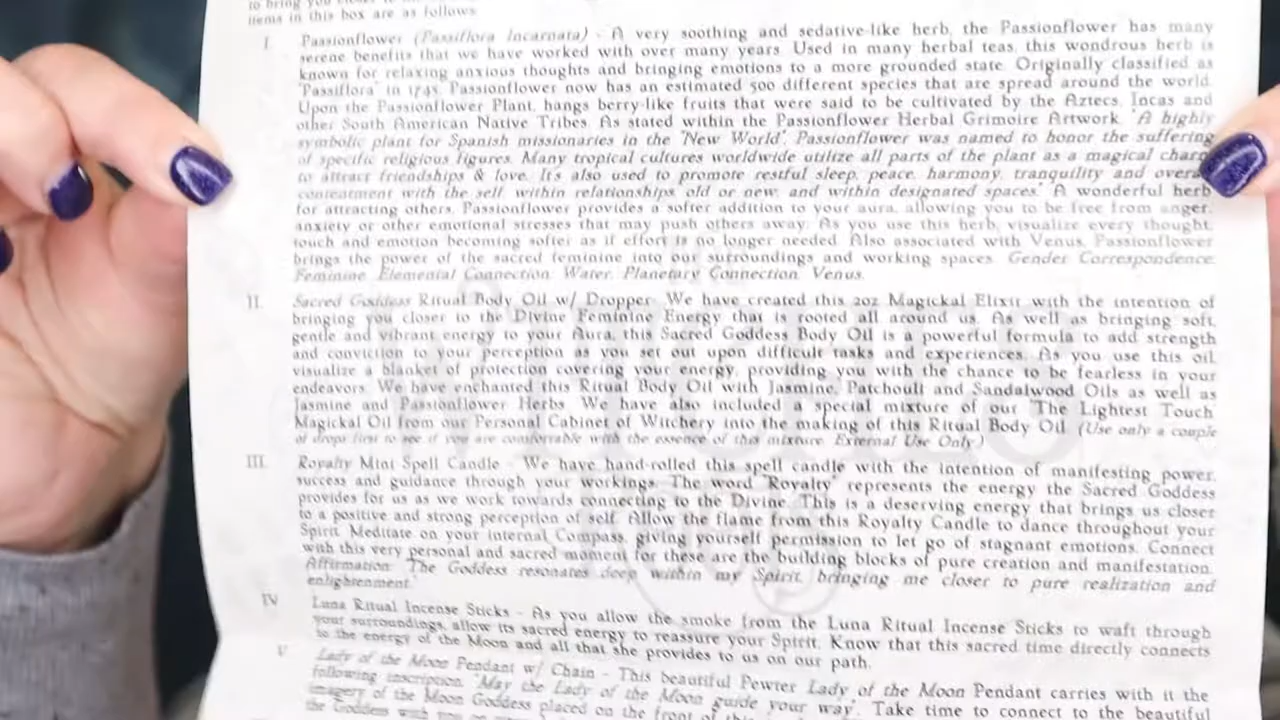 to bring you
items in this box are as follows
I. Passionflower (Passiflora Incarnata) - A very soothing and sedative-like herb, the Passionflower has many
serene benefits that we have worked with over many years. Used in many herbal teas, this wondrous herb is
known for relaxing anxious thoughts and bringing emotions to a more grounded state. Originally classified as
"Passiflora" in 1745, Passionflower now has an estimated 500 different species that are spread around the world.
Upon the Passionflower Plant, hangs berry-like fruits that were said to be cultivated by the Aztecs, Incas and
other South American Native Tribes. As stated within the Passionflower Herbal Grimoire Artwork, "A highly
symbolic plant for Spanish missionaries in the 'New World', Passionflower was named to honor the suffering
of specific religious figures. Many tropical cultures worldwide utilize all parts of the plant as a magical charm
to attract friendships & love. It's also used to promote restful sleep, peace, harmony, tranquility and overall
contentment with the self, within relationships old or new, and within designated spaces." A wonderful herb
for attracting others, Passionflower provides a softer addition to your aura, allowing you to be free from anger,
anxiety or other emotional stresses that may push others away. As you use this herb, visualize every thought,
touch and emotion becoming softer as if effort is no longer needed. Also associated with Venus, Passionflower
brings the power of the sacred feminine into our surroundings and working spaces. Gender Correspondence:
Feminine. Elemental Connection: Water. Planetary Connection: Venus.
II. Sacred Goddess Ritual Body Oil w/ Dropper- We have created this 2oz Magickal Elixir with the intention of
bringing you closer to the Divine Feminine Energy that is rooted all around us. As well as bringing soft,
gentle and vibrant energy to your Aura, this Sacred Goddess Body Oil is a powerful formula to add strength
and conviction to your perception as you set out upon difficult tasks and experiences. As you use this oil,
visualize a blanket of protection covering your energy, providing you with the chance to be fearless in your
endeavors. We have enchanted this Ritual Body Oil with Jasmine, Patchouli and Sandalwood Oils as well as
Jasmine and Passionflower Herbs. We have also included a special mixture of our "The Lightest Touch"
Magickal Oil from our Personal Cabinet of Witchery into the making of this Ritual Body Oil. (Use only a couple
of drops first to see if you are comfortable with the essence of this mixture. External Use Only.)
III. Royalty Mini Spell Candle - We have hand-rolled this spell candle with the intention of manifesting power,
success and guidance through your workings. The word "Royalty" represents the energy the Sacred Goddess
provides for us as we work towards connecting to the Divine. This is a deserving energy that brings us closer
to a positive and strong perception of self. Allow the flame from this Royalty Candle to dance throughout your
Spirit. Meditate on your internal Compass, giving yourself permission to let go of stagnant emotions. Connect
with this very personal and sacred moment for these are the building blocks of pure creation and manifestation.
Affirmation: "The Goddess resonates deep within my Spirit, bringing me closer to pure realization and
enlightenment."
IV. Luna Ritual Incense Sticks - As you allow the smoke from the Luna Ritual Incense Sticks to waft through
your surroundings, allow its sacred energy to reassure your Spirit. Know that this sacred time directly connects
to the energy of the Moon and all that she provides to us on our path.
V. Lady of the Moon Pendant w/ Chain - This beautiful Pewter Lady of the Moon Pendant carries with it the
following inscription, "May the Lady of the Moon guide your way". Take time to connect to the beautiful
imagery of the Moon Goddess placed on the front of this
the Goddess with you